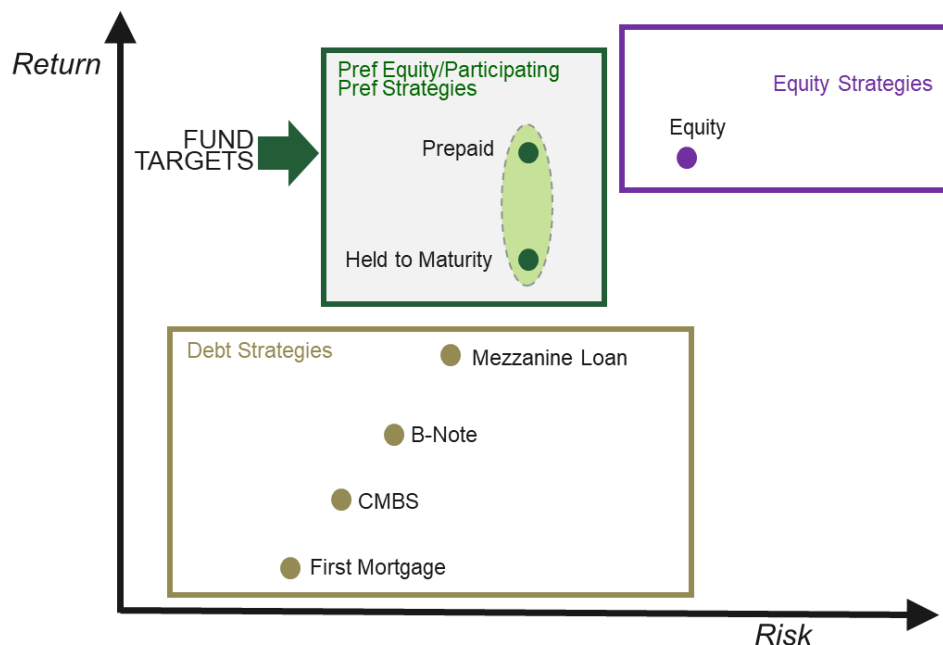 Return
FUND
TARGETS
Pref Equity/Participating
Pref Strategies
Prepaid
Held to Maturity
Equity Strategies
Equity
Debt Strategies
Mezzanine Loan
B-Note
CMBS
First Mortgage
Risk